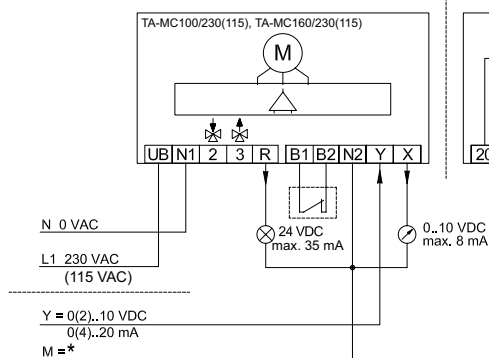 TA-MC100/230(115), TA-MC160/230(115)
M
UB N1 2 3 R B1 B2 N2 Y X
20
N 0 VAC
24 VDC
max. 35 mA
0..10 VDC
max. 8 mA
L1 230 VAC
(115 VAC)
Y = 0(2)..10 VDC
0(4)..20 mA
M = *